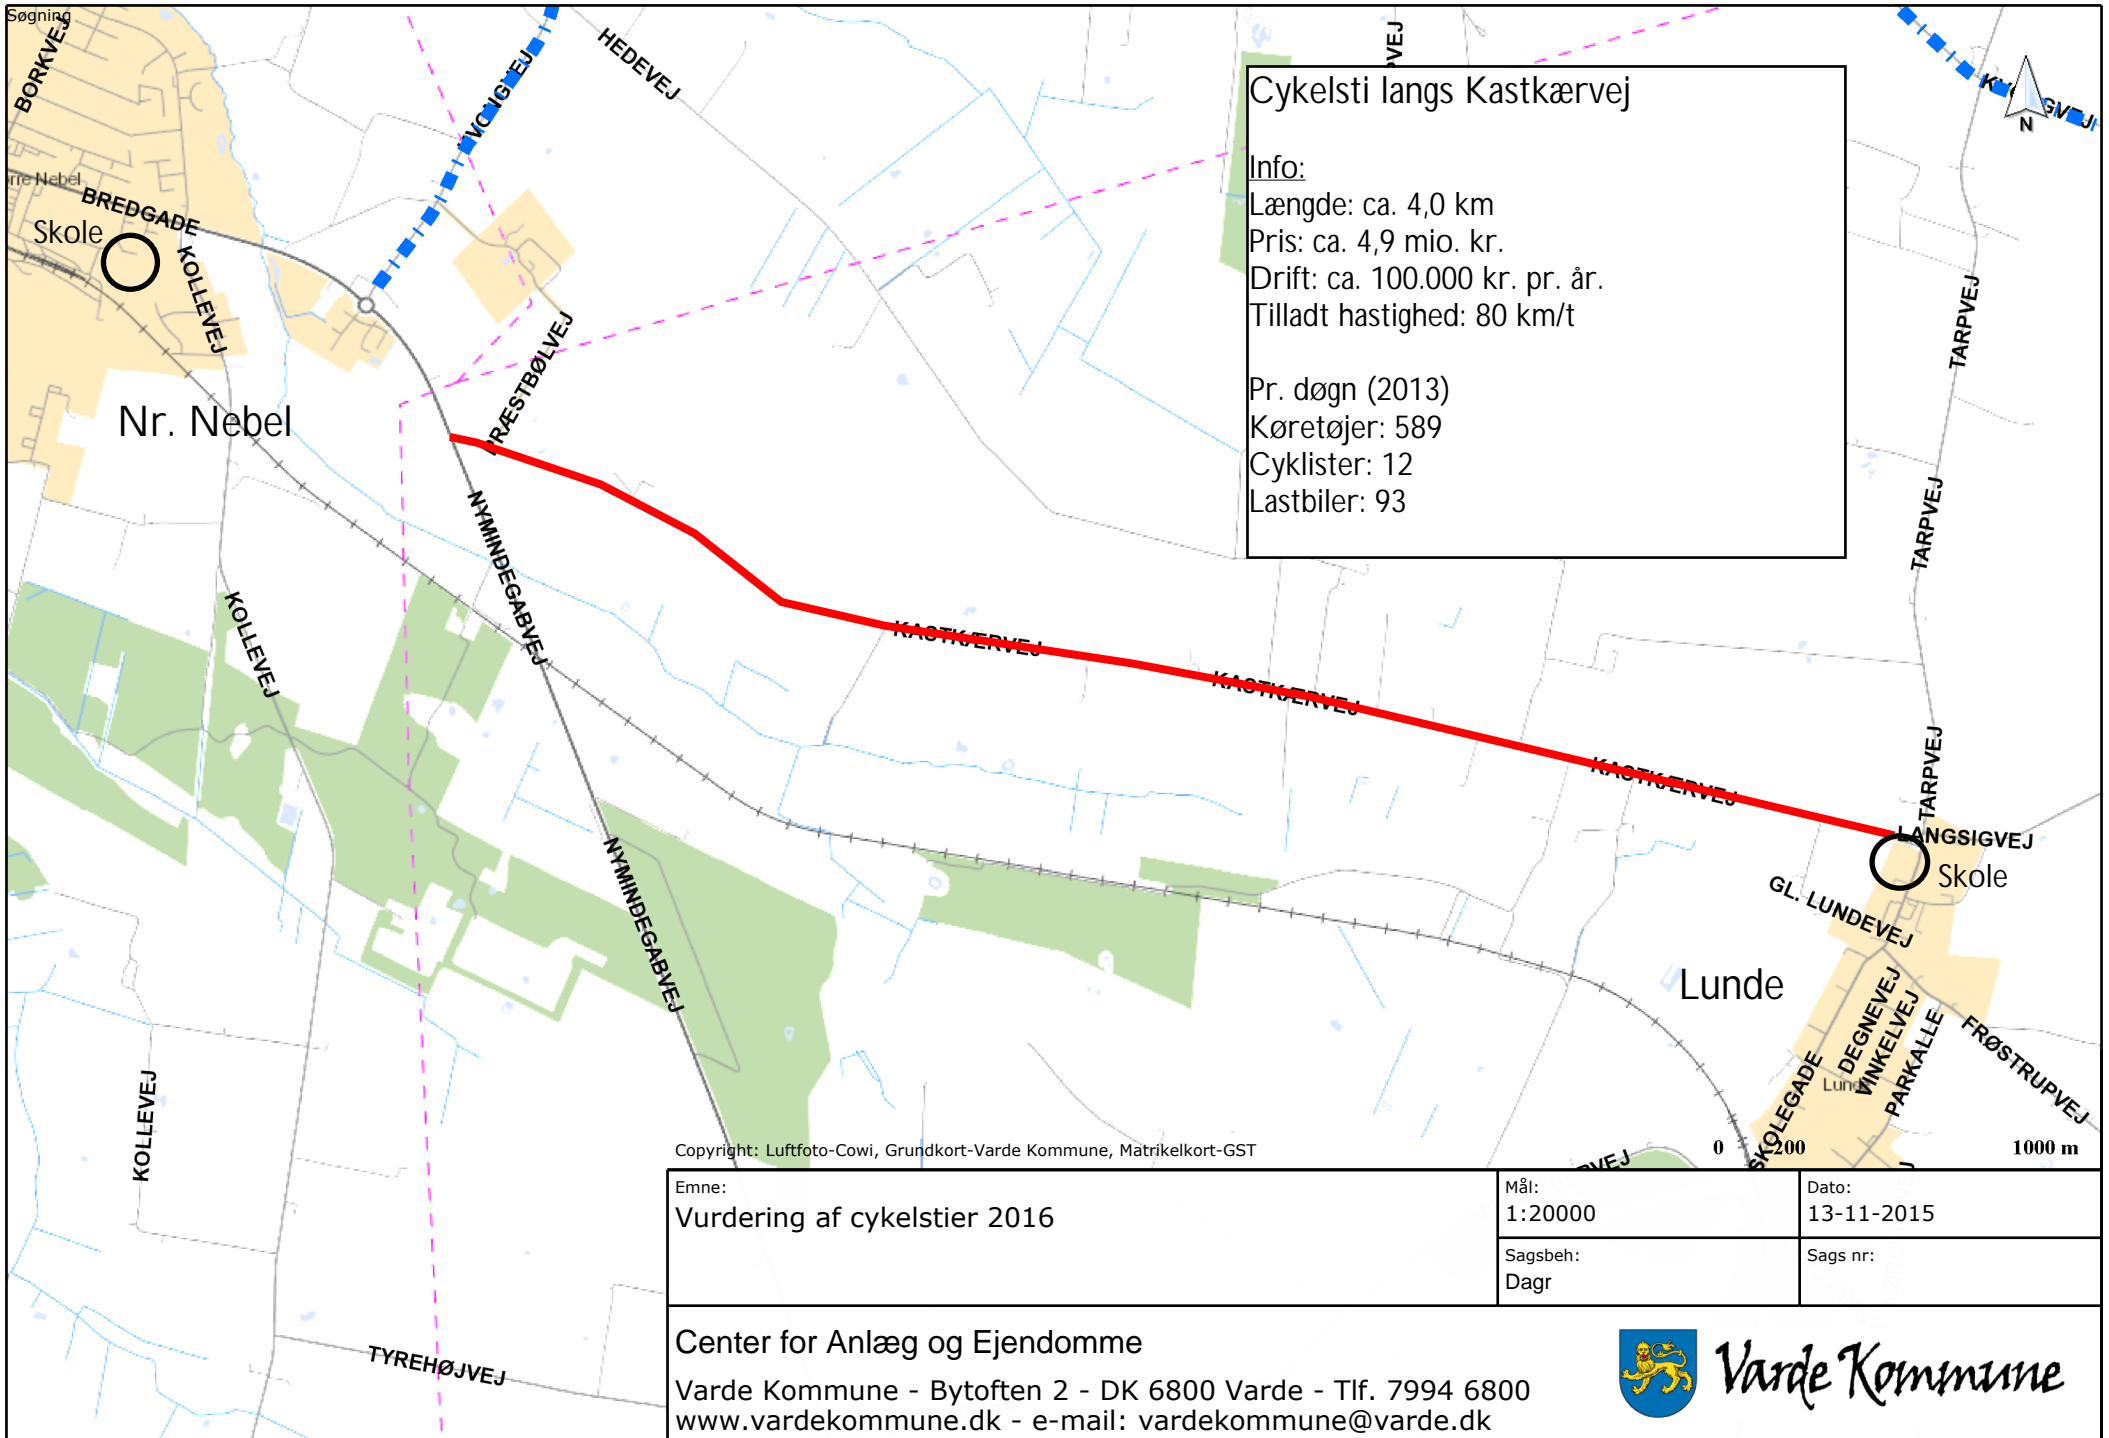 Søgning
BORKVEJ
HEDEVEJ
Cykelsti langs Kastkærvej
Info:
Længde: ca. 4,0 km
Pris: ca. 4,9 mio. kr.
Drift: ca. 100.000 kr. pr. år.
Tilladt hastighed: 80 km/t
Pr. døgn (2013)
Køretøjer: 589
Cyklister: 12
Lastbiler: 93
N
BREDGADE
Skole
KOLLEVEJ
PRÆSTBØLVEJ
Nr. Nebel
TARPVEJ
TARPVEJ
TARPVEJ
NYMINDEGABVEJ
KOLLEVEJ
KASTKÆRVEJ
KASTKÆRVEJ
KASTKÆRVEJ
LANGSIGVEJ
Skole
GL. LUNDEVEJ
NYMINDEGABVEJ
Lunde
DEGNEVEJ
VINKELVEJ
PARKALLE
FRØSTRUPVEJ
SKOLEGADE
KOLLEVEJ
TYREHØJVEJ
0 200 1000 m
Copyright: Luftfoto-Cowi, Grundkort-Varde Kommune, Matrikelkort-GST
Emne:
Vurdering af cykelstier 2016
Mål:
1:20000
Dato:
13-11-2015
Sagsbeh:
Dagr
Sags nr:
Center for Anlæg og Ejendomme
Varde Kommune - Bytoften 2 - DK 6800 Varde - Tlf. 7994 6800
www.vardekommune.dk - e-mail: vardekommune@varde.dk
Varde Kommune